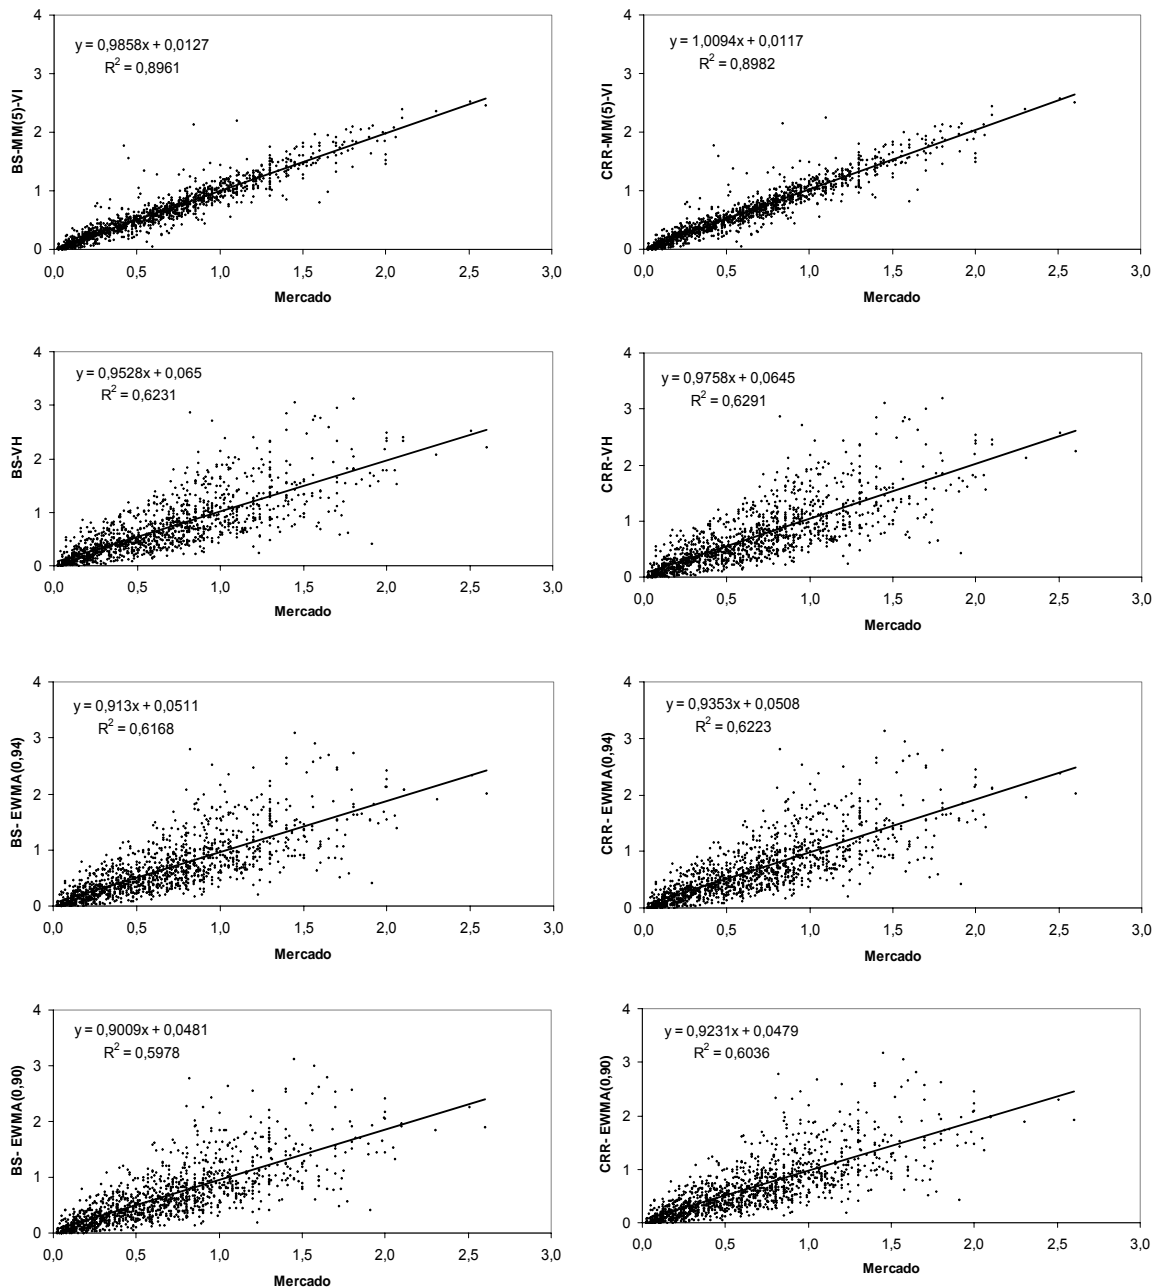 4
3
2
1
0
BS-MM(5)-VI
y = 0,9858x + 0,0127
R² = 0,8961
0,0 0,5 1,0 1,5 2,0 2,5 3,0
Mercado
4
3
2
1
0
CRR-MM(5)-VI
y = 1,0094x + 0,0117
R² = 0,8982
0,0 0,5 1,0 1,5 2,0 2,5 3,0
Mercado
4
3
2
1
0
BS-VH
y = 0,9528x + 0,065
R² = 0,6231
0,0 0,5 1,0 1,5 2,0 2,5 3,0
Mercado
4
3
2
1
0
CRR-VH
y = 0,9758x + 0,0645
R² = 0,6291
0,0 0,5 1,0 1,5 2,0 2,5 3,0
Mercado
4
3
2
1
0
BS- EWMA(0,94)
y = 0,913x + 0,0511
R² = 0,6168
0,0 0,5 1,0 1,5 2,0 2,5 3,0
Mercado
4
3
2
1
0
CRR- EWMA(0,94)
y = 0,9353x + 0,0508
R² = 0,6223
0,0 0,5 1,0 1,5 2,0 2,5 3,0
Mercado
4
3
2
1
0
BS- EWMA(0,90)
y = 0,9009x + 0,0481
R² = 0,5978
0,0 0,5 1,0 1,5 2,0 2,5 3,0
Mercado
4
3
2
1
0
CRR- EWMA(0,90)
y = 0,9231x + 0,0479
R² = 0,6036
0,0 0,5 1,0 1,5 2,0 2,5 3,0
Mercado